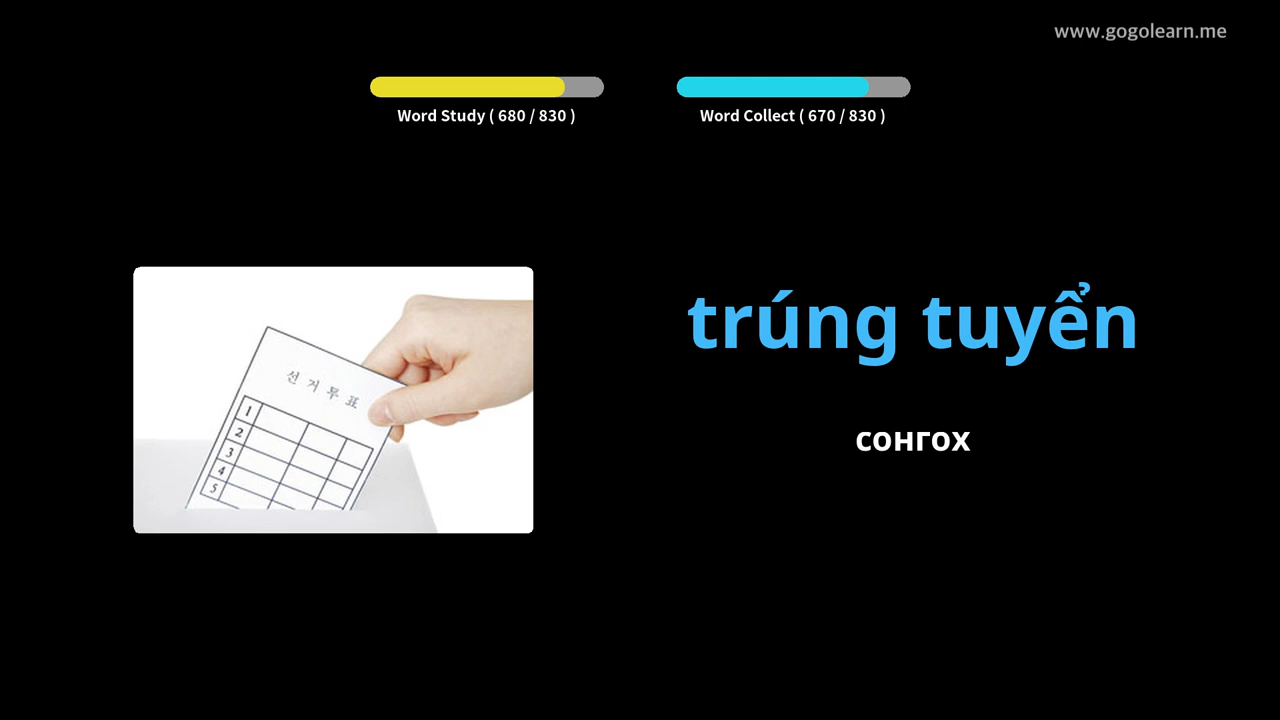 www.gogolearn.me
Word Study ( 680 / 830 )
Word Collect ( 670 / 830 )
선거투표
1
2
3
4
5
trúng tuyển
сонгох